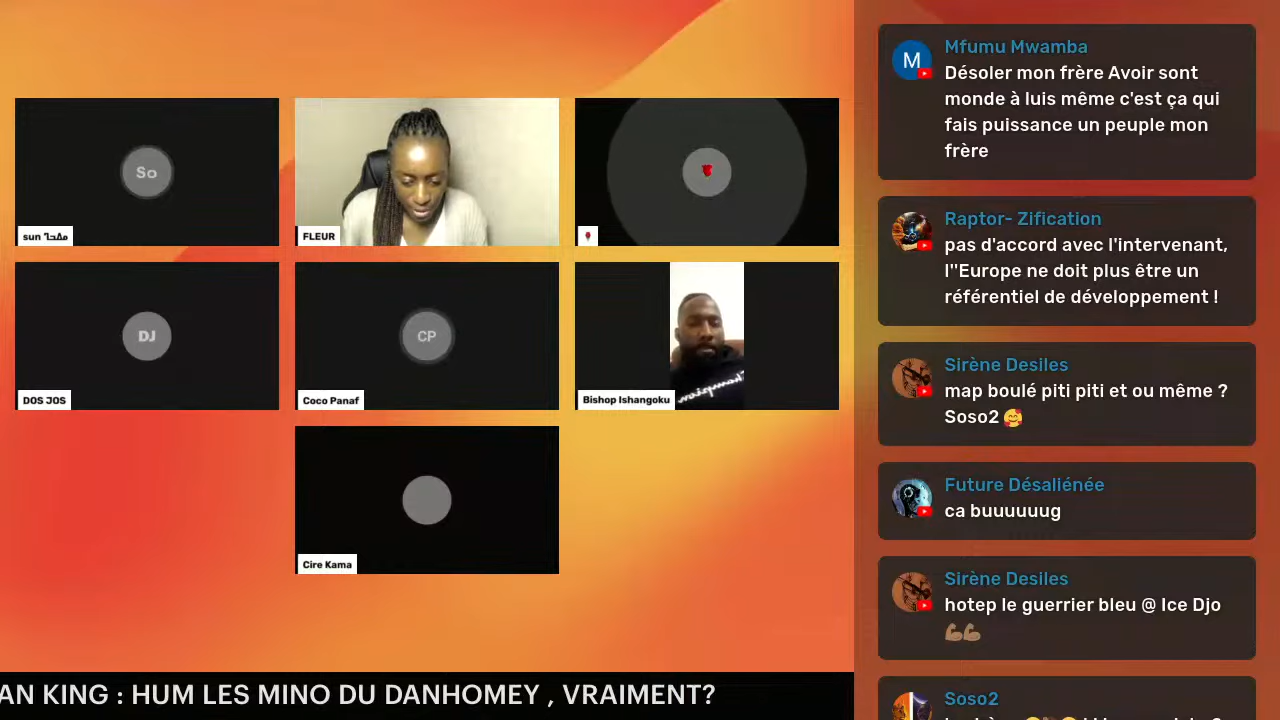 So
sun
FLEUR
DJ
DOS JOS
CP
Coco Panaf
Bishop Ishangoku
Champion
Cire Kama
AN KING : HUM LES MINO DU DANHOMEY , VRAIMENT?
M
Mfumu Mwamba
Désoler mon frère Avoir sont
monde à luis même c'est ça qui
fais puissance un peuple mon
frère
Raptor- Zification
pas d'accord avec l'intervenant,
l''Europe ne doit plus être un
référentiel de développement !
Sirène Desiles
map boulé piti piti et ou même ?
Soso2 🥰
Future Désaliénée
ca buuuuuug
Sirène Desiles
hotep le guerrier bleu @ Ice Djo
💪🏽💪🏽
Soso2